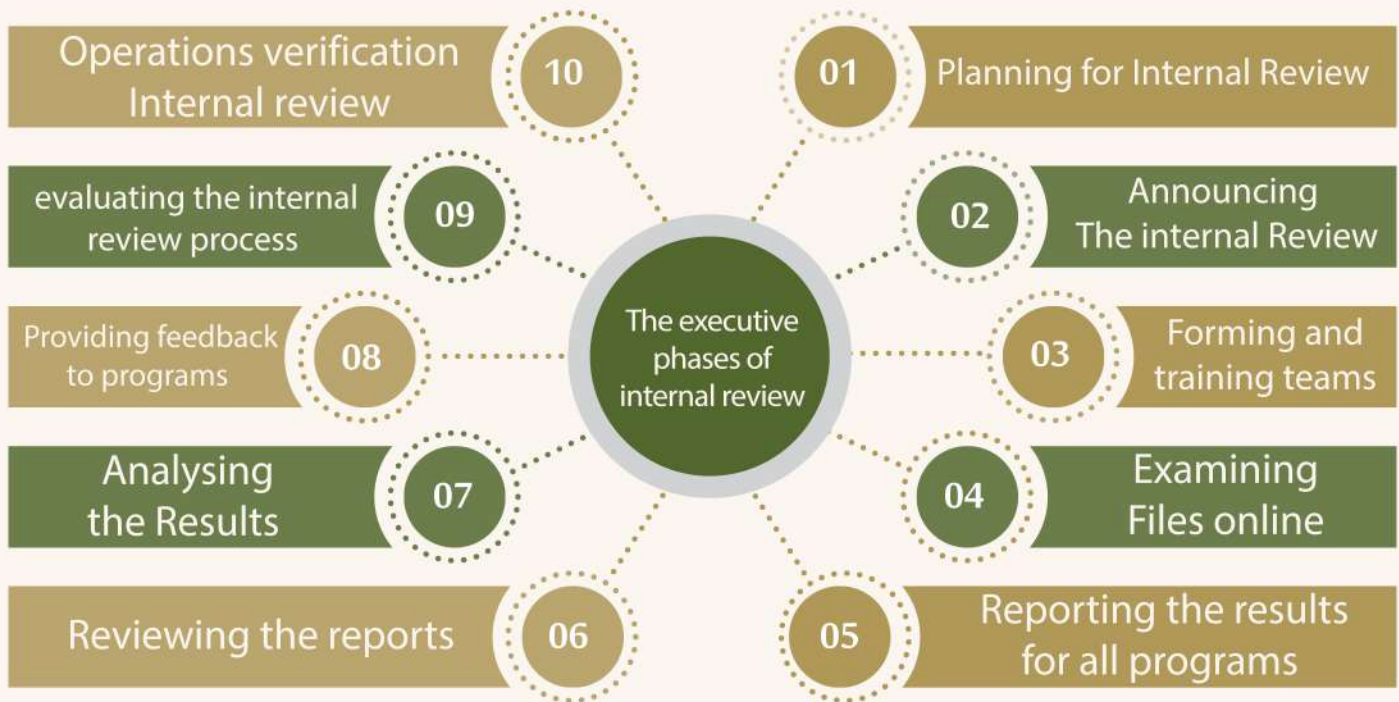 The executive
phases of
internal review
01
Planning for Internal Review
02
Announcing
The internal Review
03
Forming and
training teams
04
Examining
Files online
05
Reporting the results
for all programs
06
Reviewing the reports
07
Analysing
the Results
08
Providing feedback
to programs
09
evaluating the internal
review process
10
Operations verification
Internal review